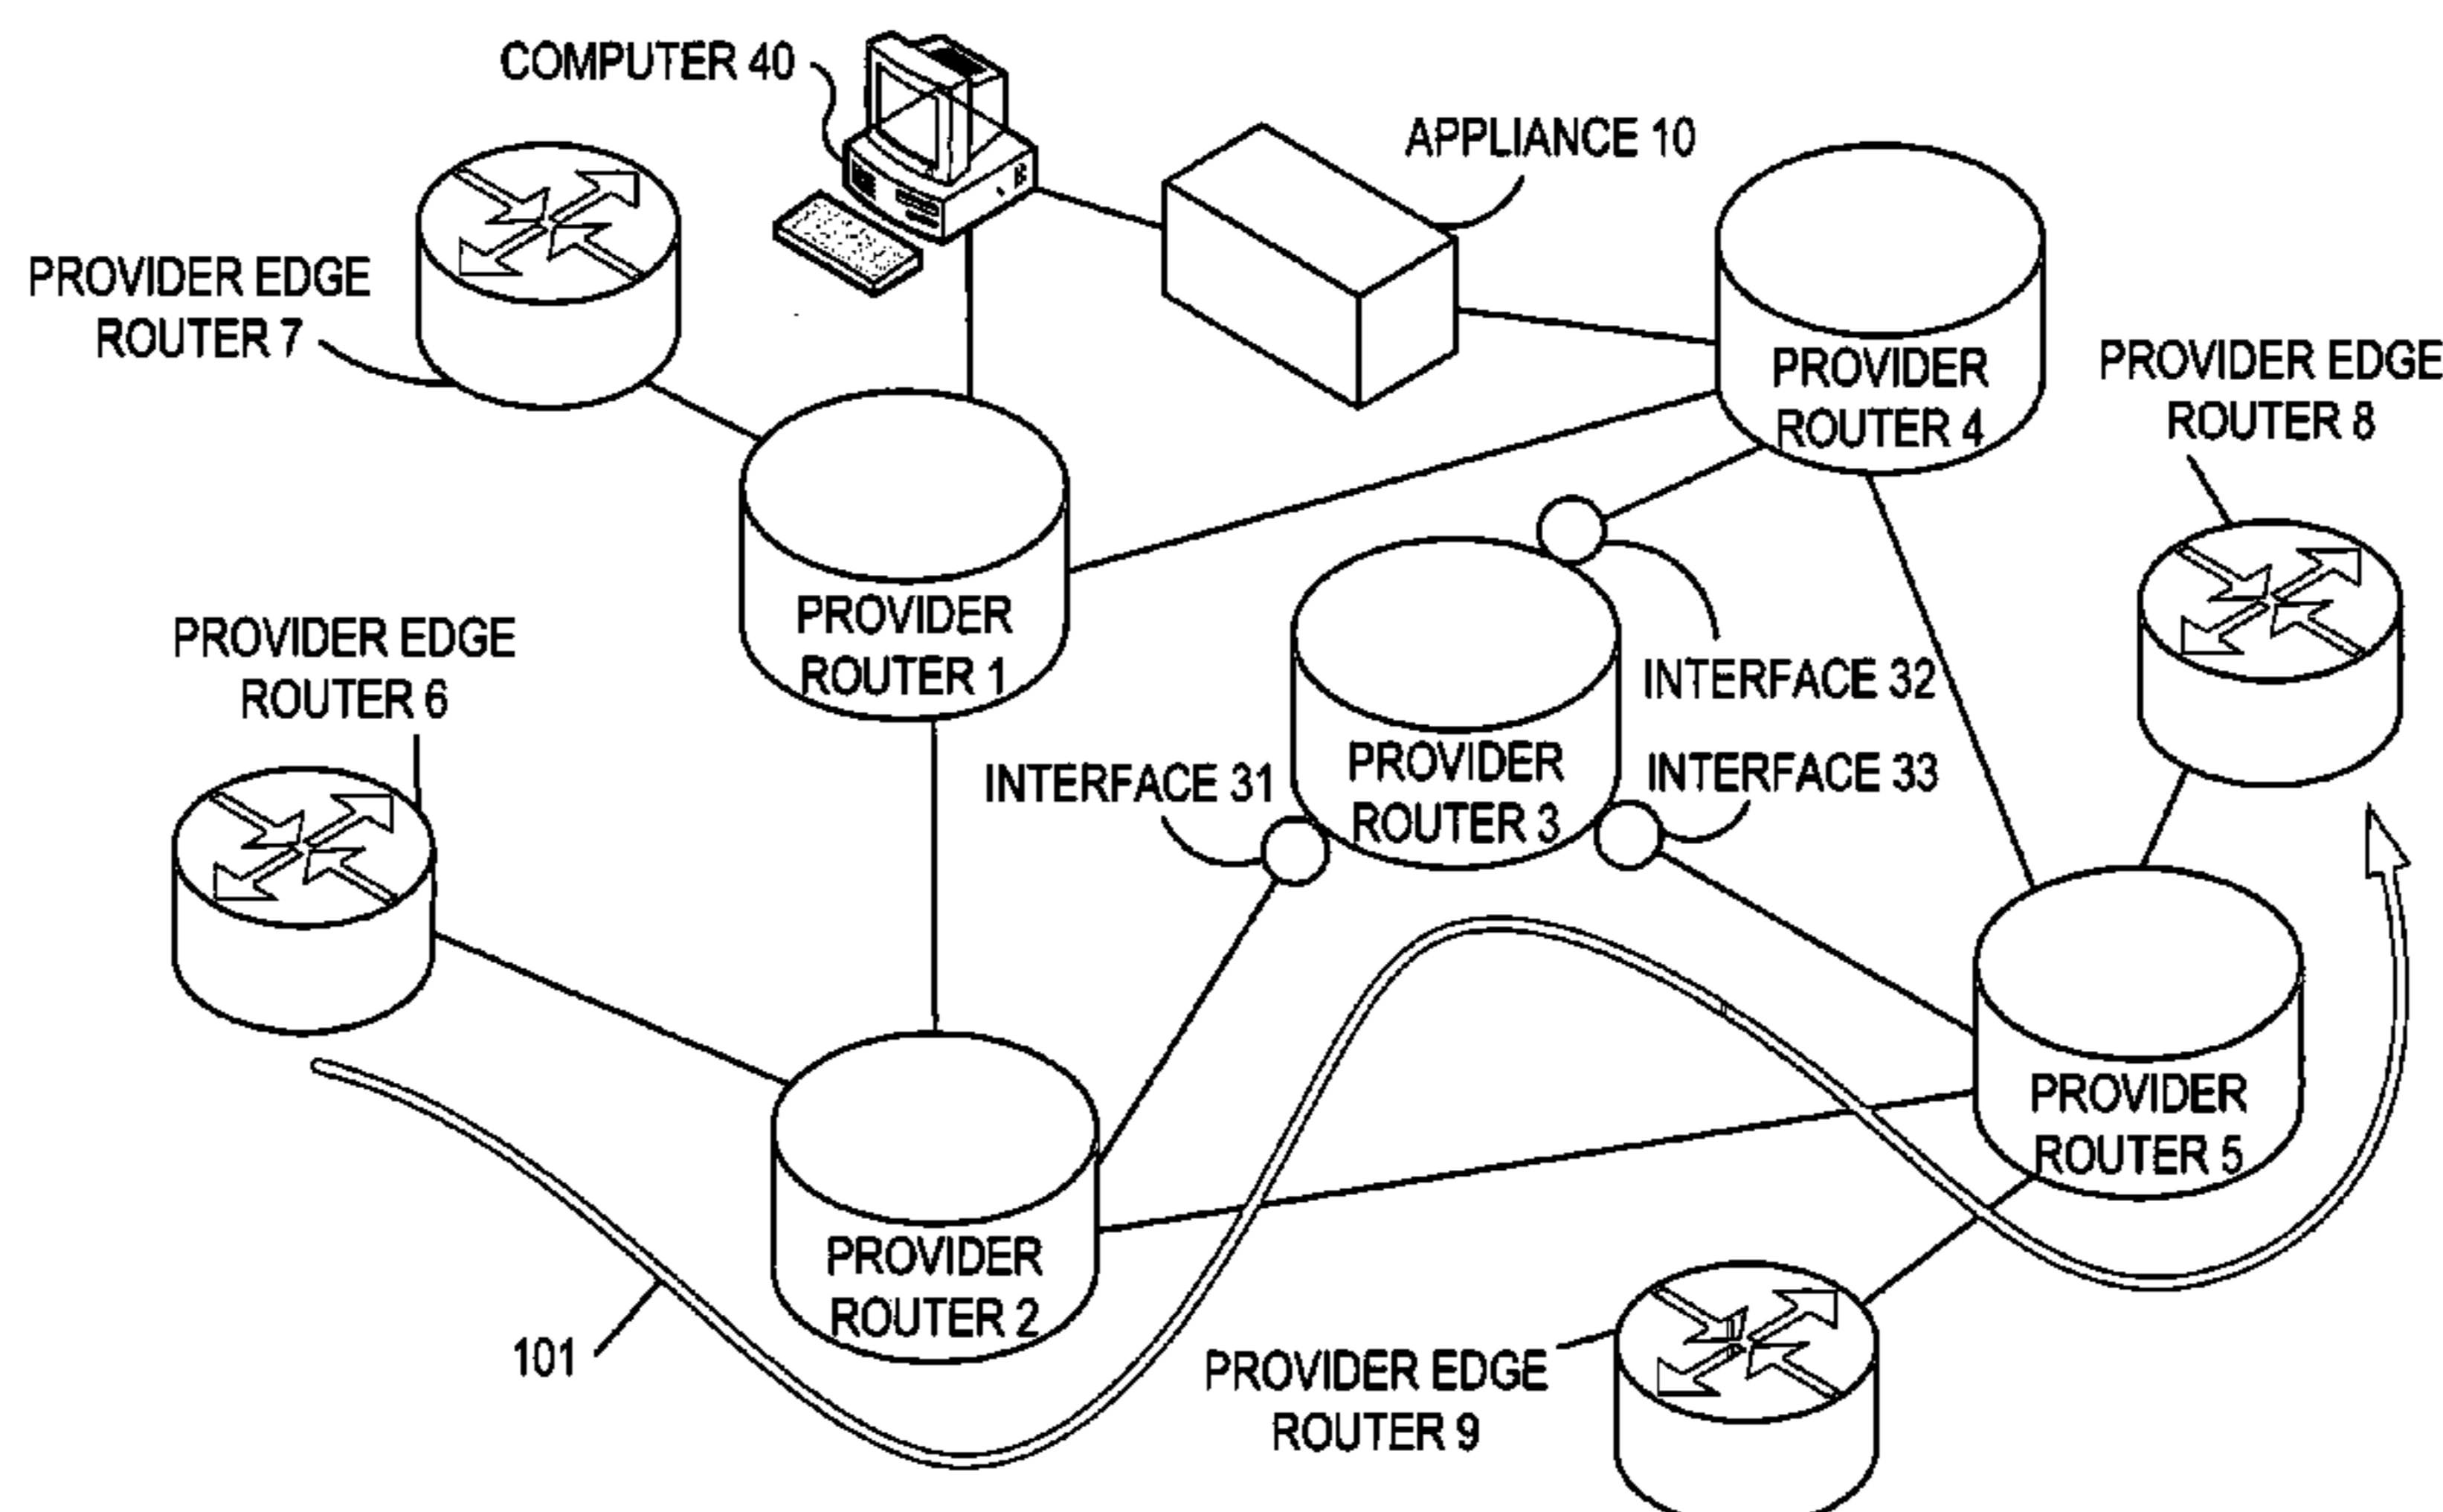 COMPUTER 40
APPLIANCE 10
PROVIDER EDGE
ROUTER 7
PROVIDER
ROUTER 4
PROVIDER EDGE
ROUTER 8
PROVIDER
ROUTER 1
PROVIDER EDGE
ROUTER 6
INTERFACE 32
PROVIDER
ROUTER 3
INTERFACE 31
INTERFACE 33
PROVIDER
ROUTER 5
PROVIDER
ROUTER 2
101
PROVIDER EDGE
ROUTER 9